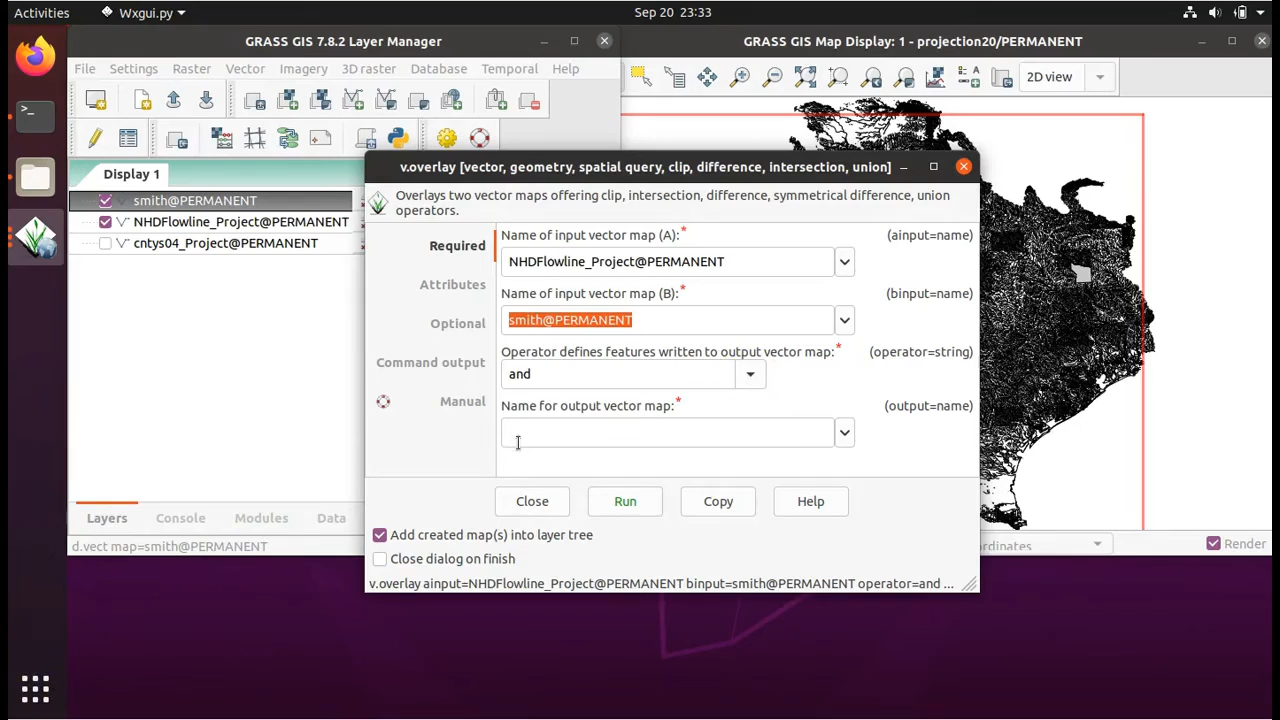 Activities
Wxgui.py
Sep 20 23:33
GRASS GIS 7.8.2 Layer Manager
GRASS GIS Map Display: 1 - projection20/PERMANENT
File Settings Raster Vector Imagery 3D raster Database Temporal Help
2D view
Display 1
smith@PERMANENT
NHDFlowline_Project@PERMANENT
cntys04_Project@PERMANENT
Layers Console Modules Data
d.vect map=smith@PERMANENT
v.overlay [vector, geometry, spatial query, clip, difference, intersection, union]
Overlays two vector maps offering clip, intersection, difference, symmetrical difference, union
operators.
Required
Attributes
Optional
Command output
Manual
Name of input vector map (A):* (ainput=name)
NHDFlowline_Project@PERMANENT
Name of input vector map (B):* (binput=name)
smith@PERMANENT
Operator defines features written to output vector map:* (operator=string)
and
Name for output vector map:* (output=name)
Close Run Copy Help
Add created map(s) into layer tree
Close dialog on finish
v.overlay ainput=NHDFlowline_Project@PERMANENT binput=smith@PERMANENT operator=and ...
Render